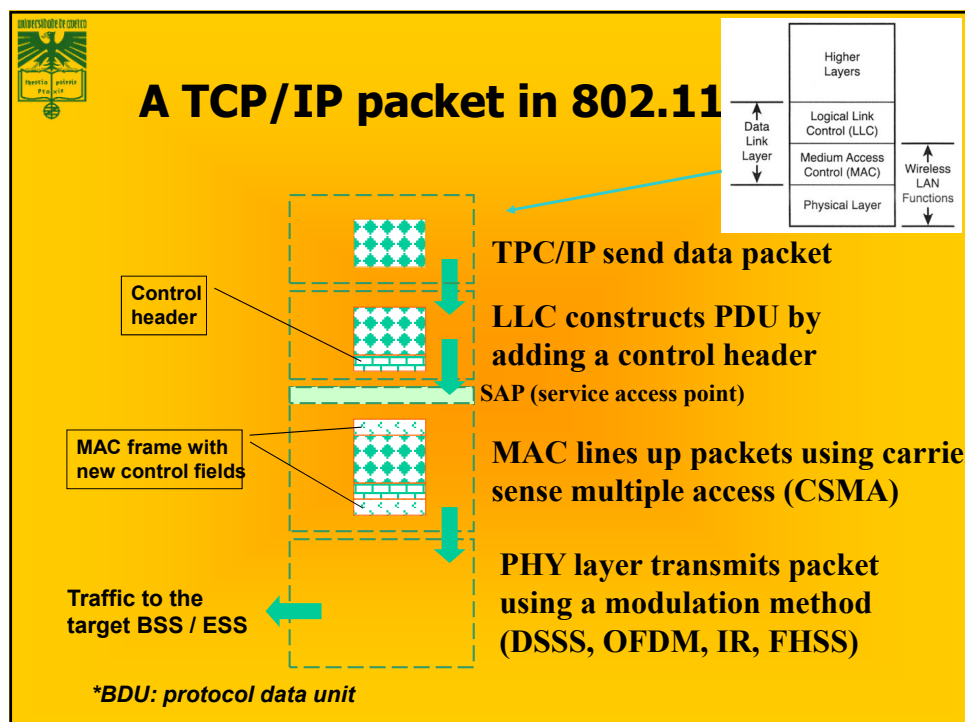 universidade de aveiro
theoria poiesis
Praxis
A TCP/IP packet in 802.11
Higher
Layers
Data
Link
Layer
Logical Link
Control (LLC)
Medium Access
Control (MAC)
Wireless
LAN
Functions
Physical Layer
TPC/IP send data packet
Control
header
LLC constructs PDU by
adding a control header
SAP (service access point)
MAC frame with
new control fields
MAC lines up packets using carrie
sense multiple access (CSMA)
PHY layer transmits packet
using a modulation method
(DSSS, OFDM, IR, FHSS)
Traffic to the
target BSS / ESS
*BDU: protocol data unit